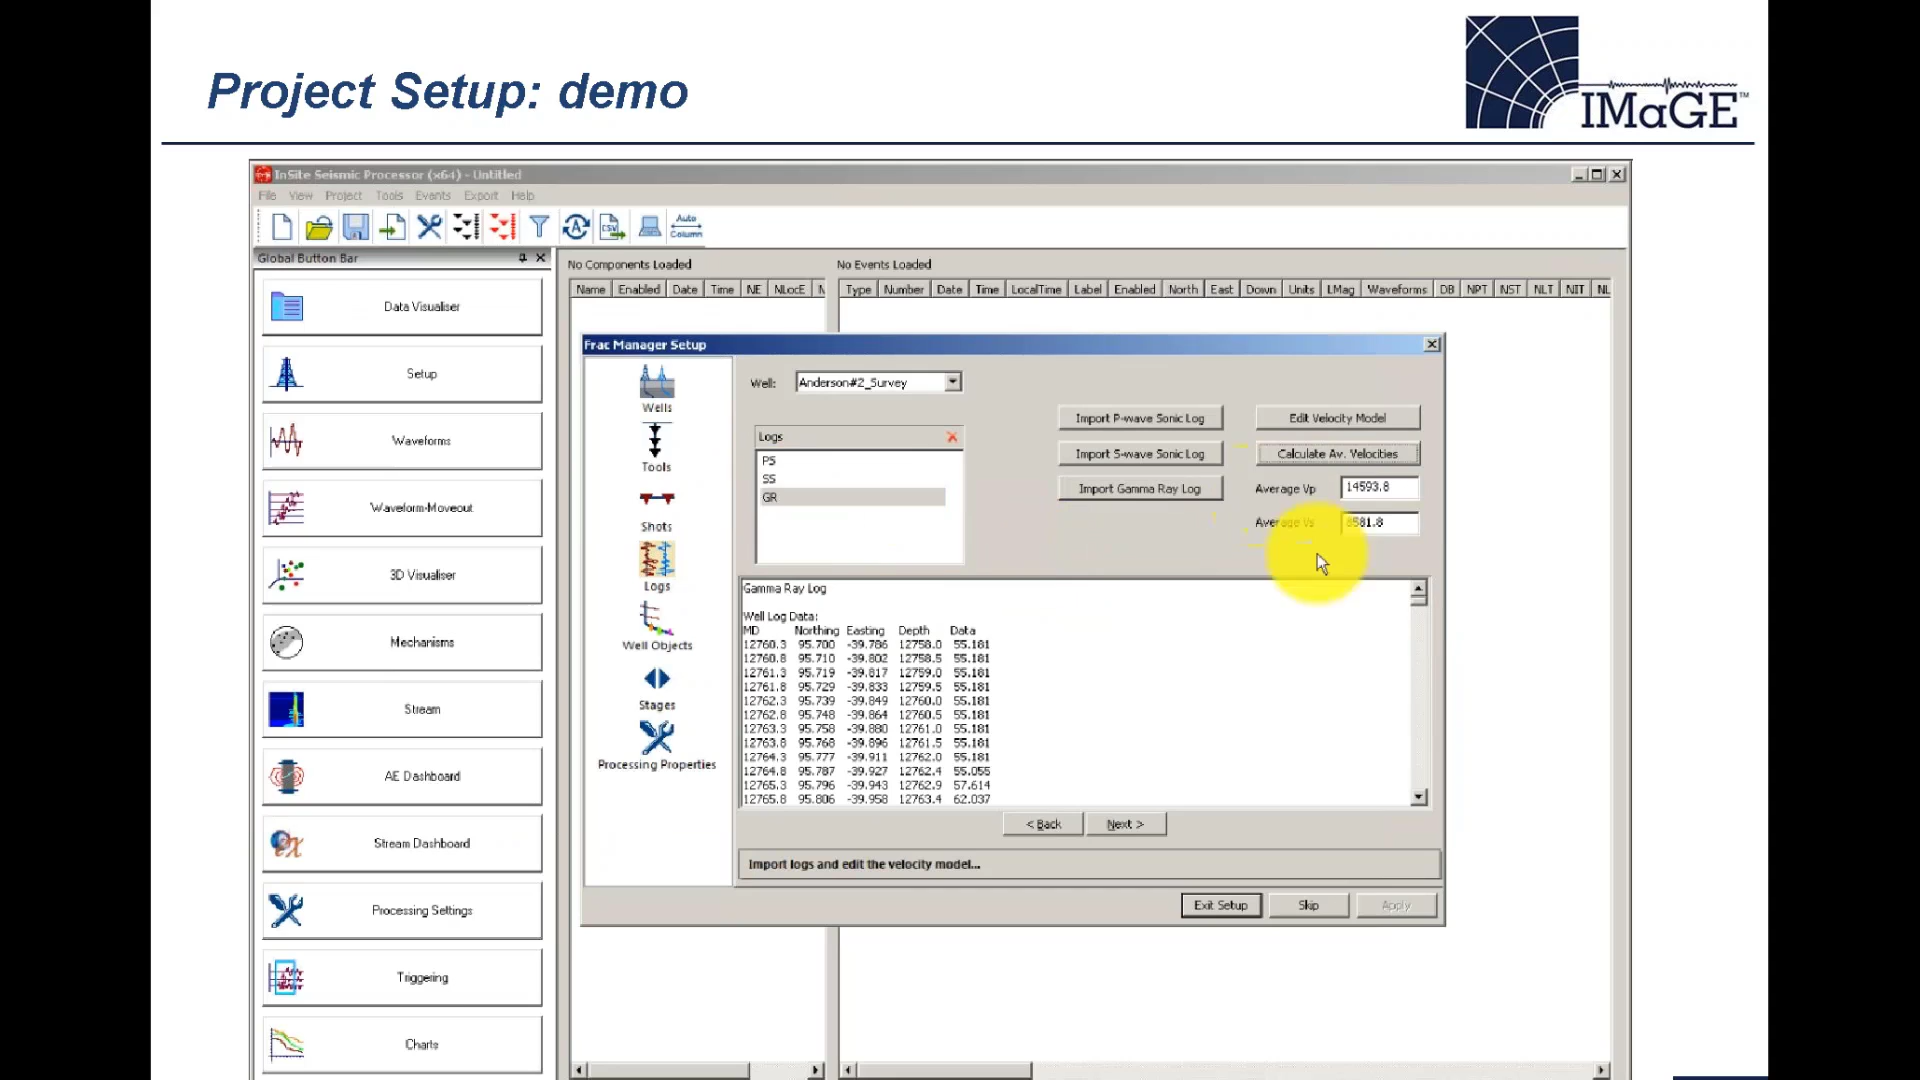 Project Setup: demo
IMaGE™
InSite Seismic Processor (x64) - Untitled
File View Project Tools Events Export Help
CSV
Auto
Column
Global Button Bar
Data Visualiser
Setup
Waveforms
Waveform-Moveout
3D Visualiser
Mechanisms
Stream
AE Dashboard
Stream Dashboard
Processing Settings
Triggering
Charts
No Components Loaded
Name Enabled Date Time NE NLocE
No Events Loaded
Type Number Date Time LocalTime Label Enabled North East Down Units LMag Waveforms DB NPT NST NLT NIT NL
Frac Manager Setup
Wells
Tools
Shots
Logs
Well Objects
Stages
Processing Properties
Well: Anderson#2_Survey
Logs
PS
SS
GR
Import P-wave Sonic Log
Import S-wave Sonic Log
Import Gamma Ray Log
Edit Velocity Model
Calculate Av. Velocities
Average Vp 14593.8
Average Vs 8581.8
Gamma Ray Log
Well Log Data:
MD Northing Easting Depth Data
12760.3 95.700 -39.786 12758.0 55.181
12760.8 95.710 -39.802 12758.5 55.181
12761.3 95.719 -39.817 12759.0 55.181
12761.8 95.729 -39.833 12759.5 55.181
12762.3 95.739 -39.849 12760.0 55.181
12762.8 95.748 -39.864 12760.5 55.181
12763.3 95.758 -39.880 12761.0 55.181
12763.8 95.768 -39.896 12761.5 55.181
12764.3 95.777 -39.911 12762.0 55.181
12764.8 95.787 -39.927 12762.4 55.055
12765.3 95.796 -39.943 12762.9 57.614
12765.8 95.806 -39.958 12763.4 62.037
< Back Next >
Import logs and edit the velocity model...
Exit Setup Skip Apply